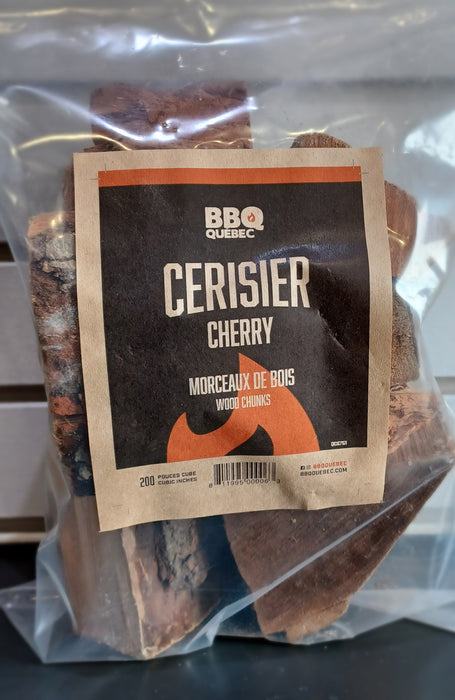 BBQ
QUÉBEC
CERISIER
CHERRY
MORCEAUX DE BOIS
WOOD CHUNKS
200 POUCES CUBE
CUBIC INCHES
BBQQUEBEC
BBQQUEBEC.COM